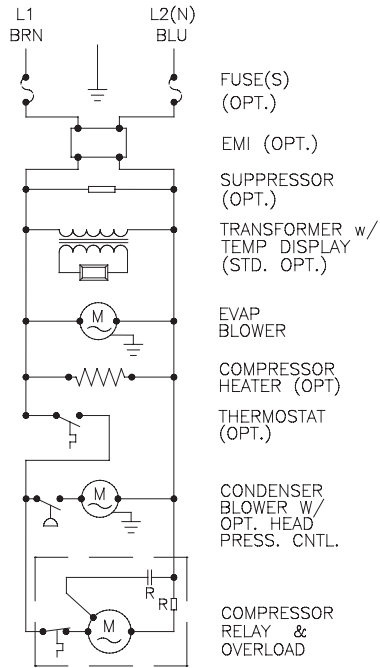 L1
BRN
L2(N)
BLU
FUSE(S)
(OPT.)
EMI (OPT.)
SUPPRESSOR
(OPT.)
TRANSFORMER w/
TEMP DISPLAY
(STD. OPT.)
M
EVAP
BLOWER
COMPRESSOR
HEATER (OPT)
THERMOSTAT
(OPT.)
M
CONDENSER
BLOWER W/
OPT. HEAD
PRESS. CNTL.
R
R
M
COMPRESSOR
RELAY &
OVERLOAD